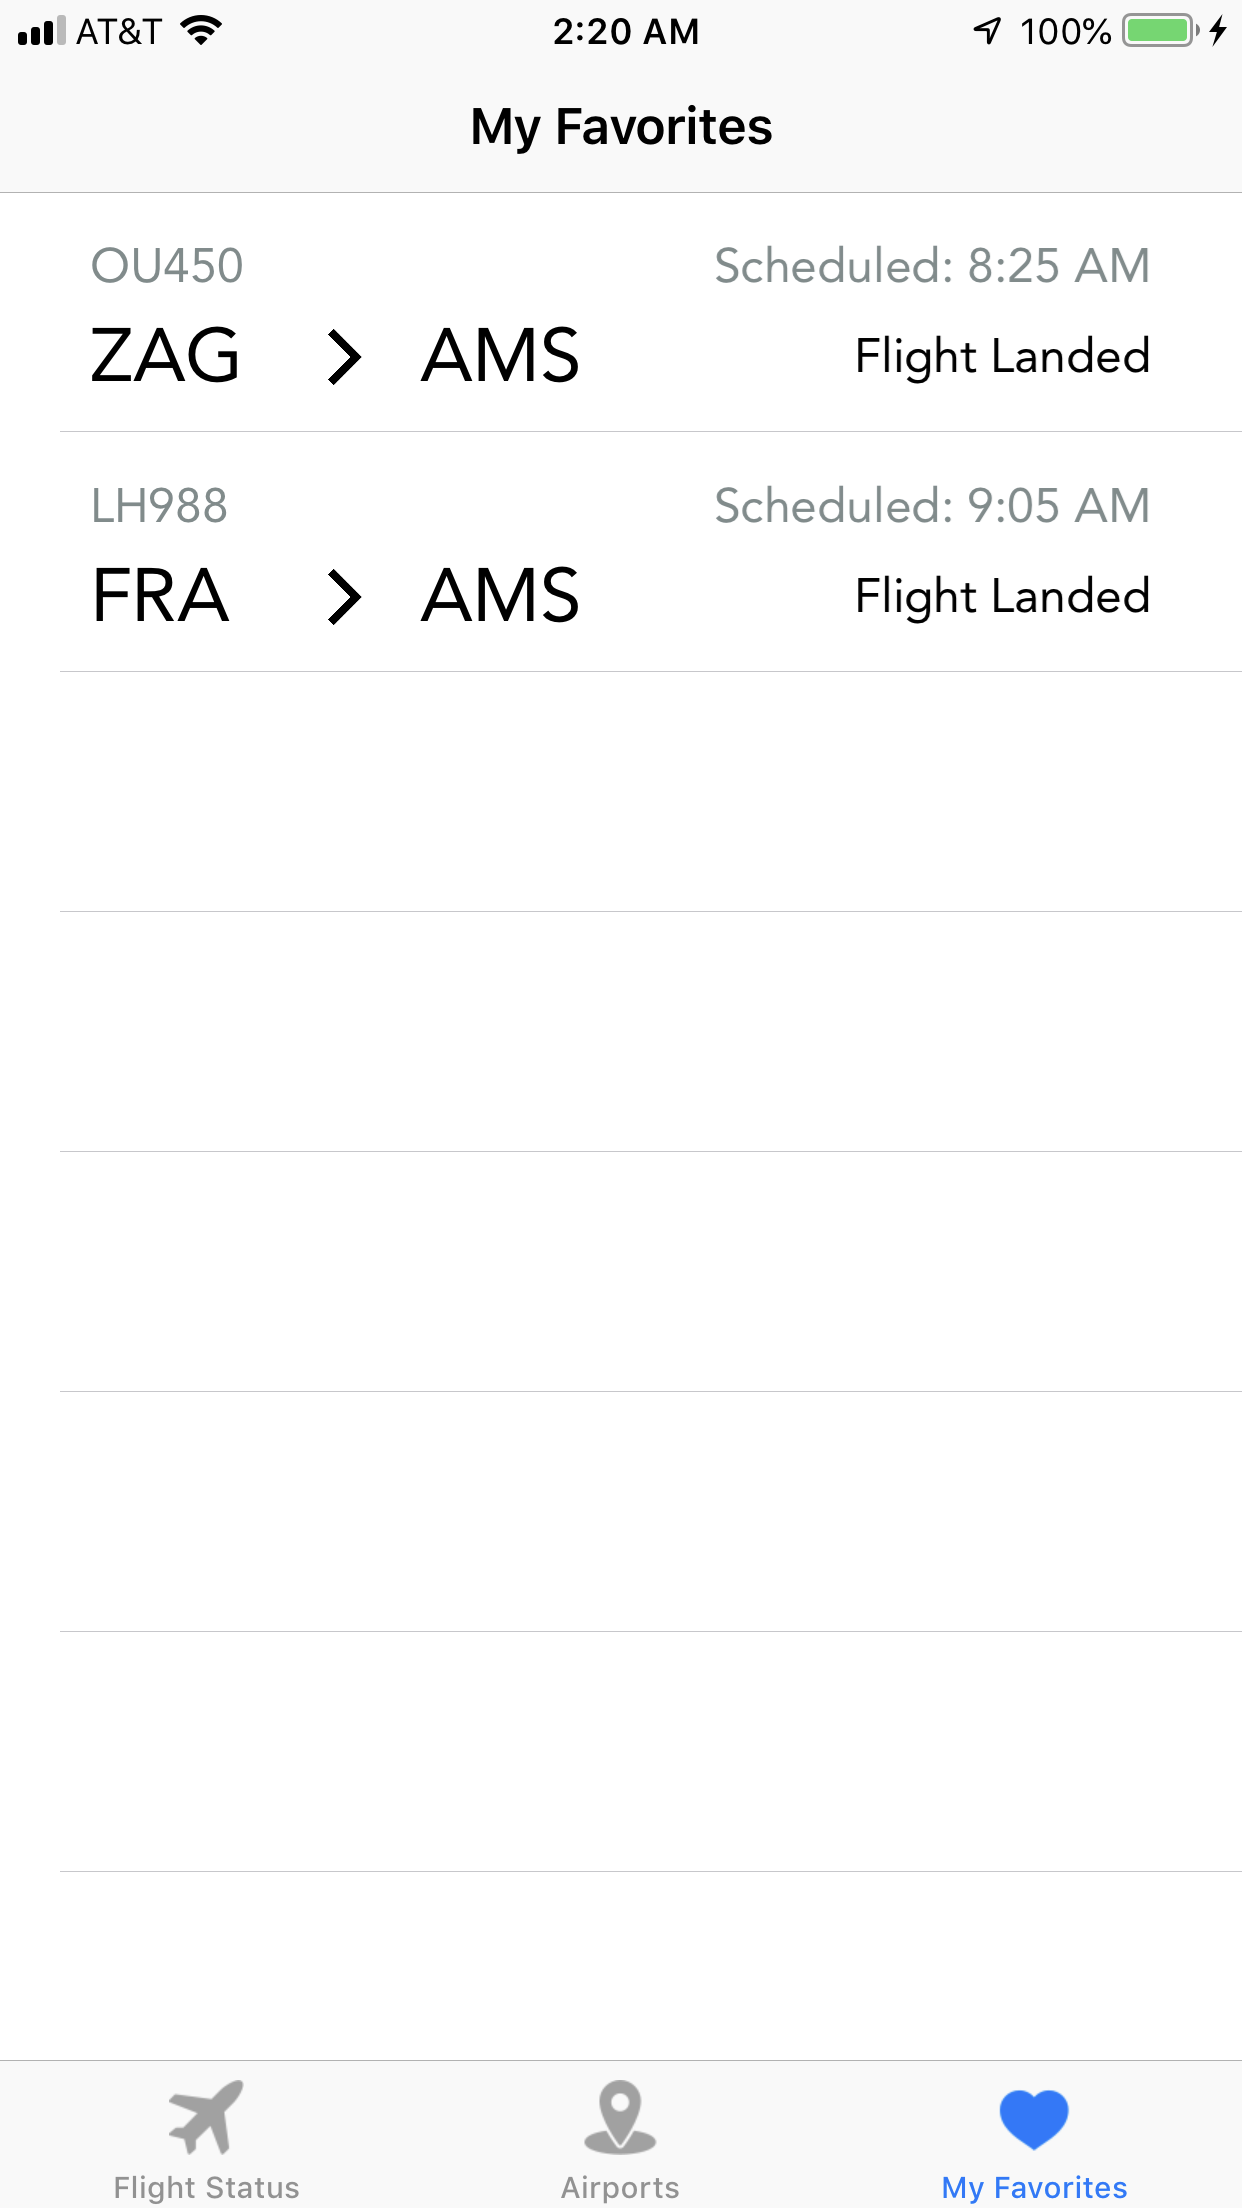 AT&T 2:20 AM 100%
My Favorites
OU450 Scheduled: 8:25 AM
ZAG > AMS Flight Landed
LH988 Scheduled: 9:05 AM
FRA > AMS Flight Landed
Flight Status Airports My Favorites